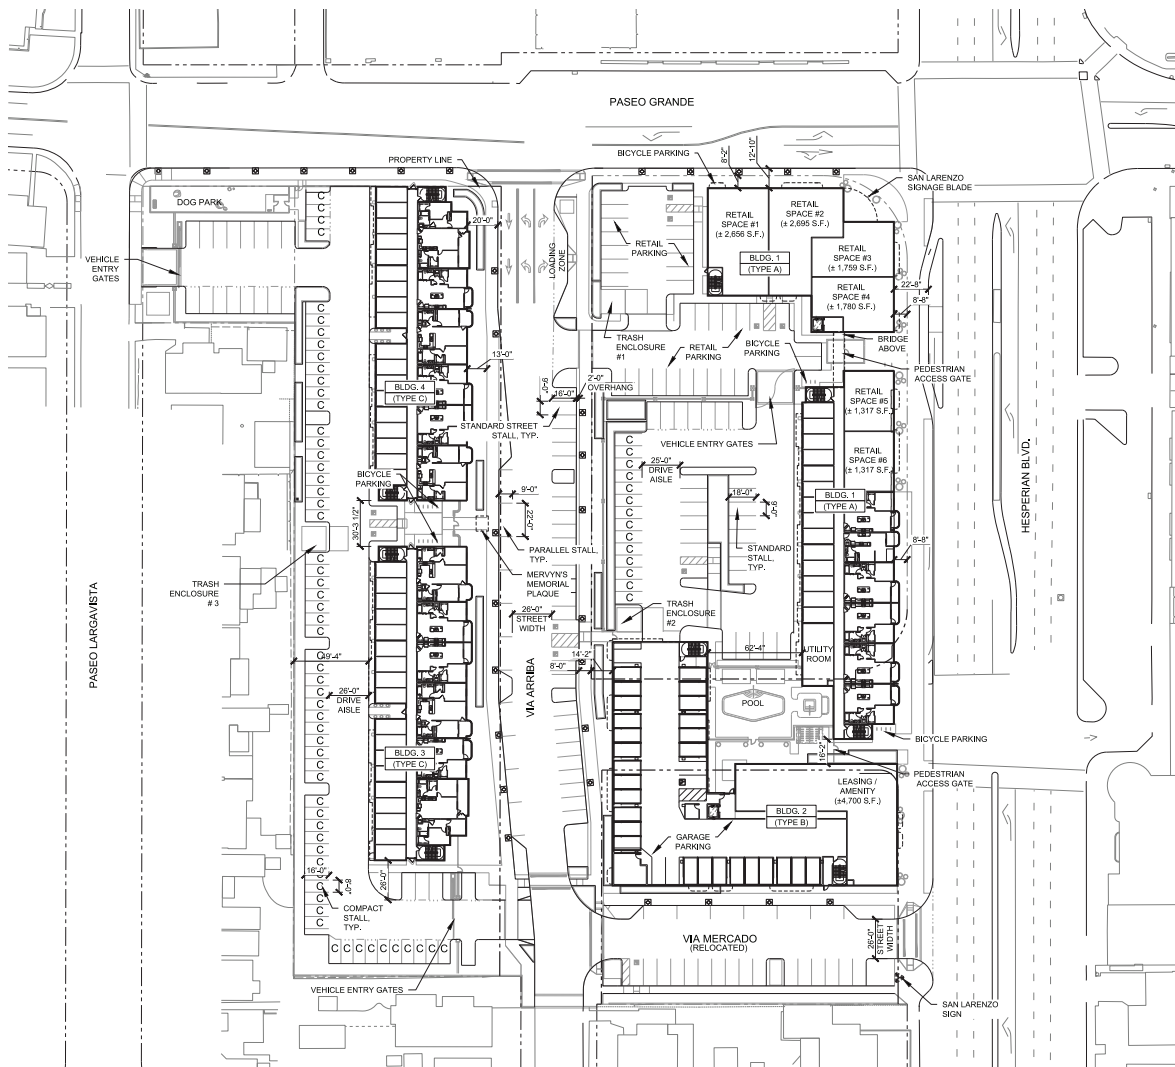 PASEO GRANDE
PROPERTY LINE
BICYCLE PARKING
8'-2"
12'-10"
SAN LARENZO
SIGNAGE BLADE
DOG PARK
20'-0"
LOADING
ZONE
RETAIL
PARKING
RETAIL
SPACE #1
(± 2,656 S.F.)
RETAIL
SPACE #2
(± 2,695 S.F.)
BLDG. 1
(TYPE A)
RETAIL
SPACE #3
(± 1,759 S.F.)
RETAIL
SPACE #4
(± 1,780 S.F.)
22'-8"
8'-8"
VEHICLE
ENTRY
GATES
TRASH
ENCLOSURE
#1
RETAIL
PARKING
BICYCLE
PARKING
BRIDGE
ABOVE
PEDESTRIAN
ACCESS GATE
13'-0"
2'-0"
OVERHANG
16'-0"
9'-0"
BLDG. 4
(TYPE C)
STANDARD STREET
STALL, TYP.
VEHICLE ENTRY GATES
RETAIL
SPACE #5
(± 1,317 S.F.)
RETAIL
SPACE #6
(± 1,317 S.F.)
HESPERIAN BLVD.
25'-0"
DRIVE
AISLE
18'-0"
9'-0"
BICYCLE
PARKING
9'-0"
22'-0"
30'-3 1/2"
BLDG. 1
(TYPE A)
8'-8"
PARALLEL STALL,
TYP.
STANDARD
STALL,
TYP.
MERVYN'S
MEMORIAL
PLAQUE
TRASH
ENCLOSURE
# 3
TRASH
ENCLOSURE
#2
26'-0"
STREET
WIDTH
PASEO LARGAVISTA
49'-4"
26'-0"
DRIVE
AISLE
VIA ARRIBA
14'-2"
8'-0"
62'-4"
UTILITY
ROOM
POOL
BICYCLE PARKING
16'-2"
PEDESTRIAN
ACCESS GATE
BLDG. 3
(TYPE C)
LEASING /
AMENITY
(±4,700 S.F.)
BLDG. 2
(TYPE B)
GARAGE
PARKING
16'-0"
8'-0"
26'-0"
COMPACT
STALL,
TYP.
C C C C C C C C C C
VIA MERCADO
(RELOCATED)
26'-0"
STREET
WIDTH
VEHICLE ENTRY GATES
SAN LARENZO
SIGN